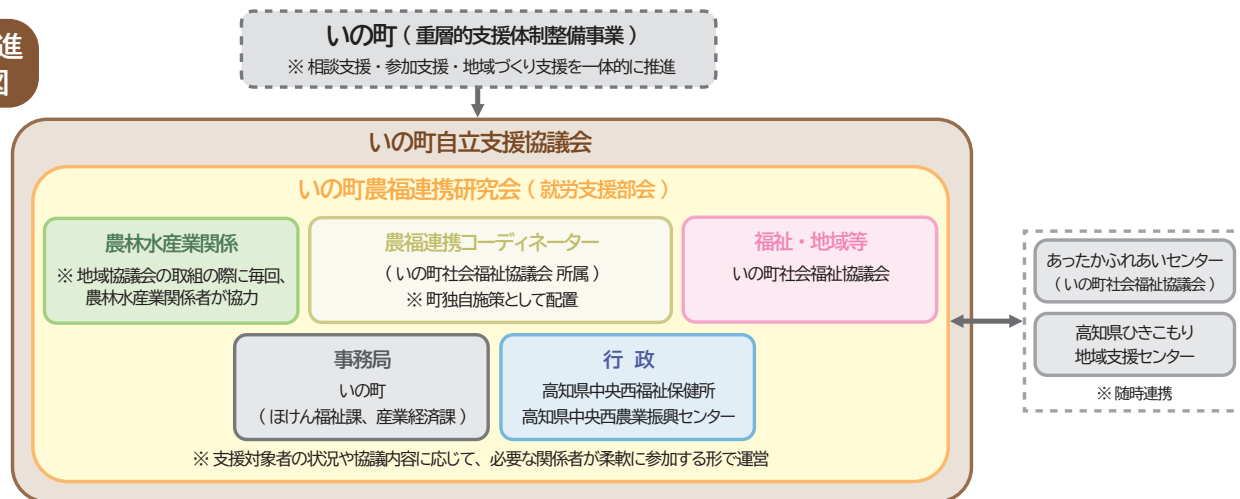 進
図
いの町（重層的支援体制整備事業）
※ 相談支援・参加支援・地域づくり支援を一体的に推進
いの町自立支援協議会
いの町農福連携研究会（就労支援部会）
農林水産業関係
※ 地域協議会の取組の際に毎回、
農林水産業関係者が協力
農福連携コーディネーター
（いの町社会福祉協議会 所属）
※ 町独自施策として配置
福祉・地域等
いの町社会福祉協議会
事務局
いの町
（ほけん福祉課、産業経済課）
行 政
高知県中央西福祉保健所
高知県中央西農業振興センター
※ 支援対象者の状況や協議内容に応じて、必要な関係者が柔軟に参加する形で運営
あったかふれあいセンター
（いの町社会福祉協議会）
高知県ひきこもり
地域支援センター
※ 随時連携